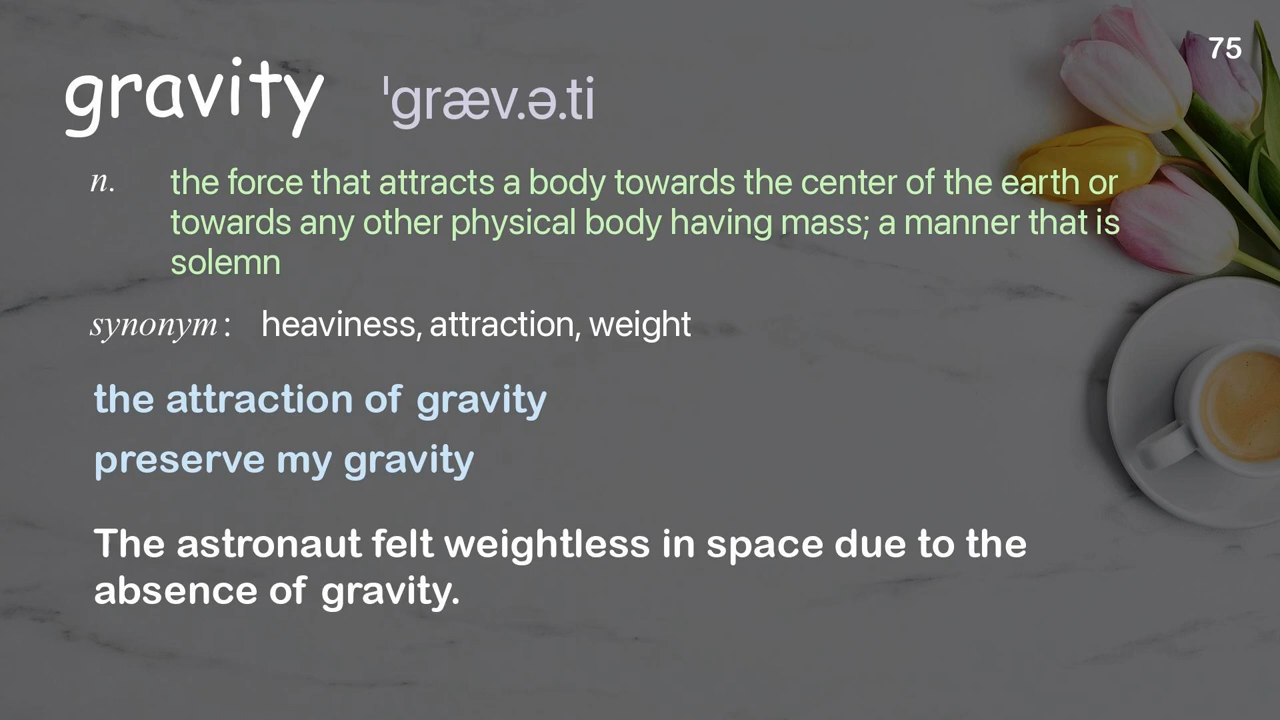 75
gravity ˈgræv.ə.ti
n. the force that attracts a body towards the center of the earth or
towards any other physical body having mass; a manner that is
solemn
synonym: heaviness, attraction, weight
the attraction of gravity
preserve my gravity
The astronaut felt weightless in space due to the
absence of gravity.